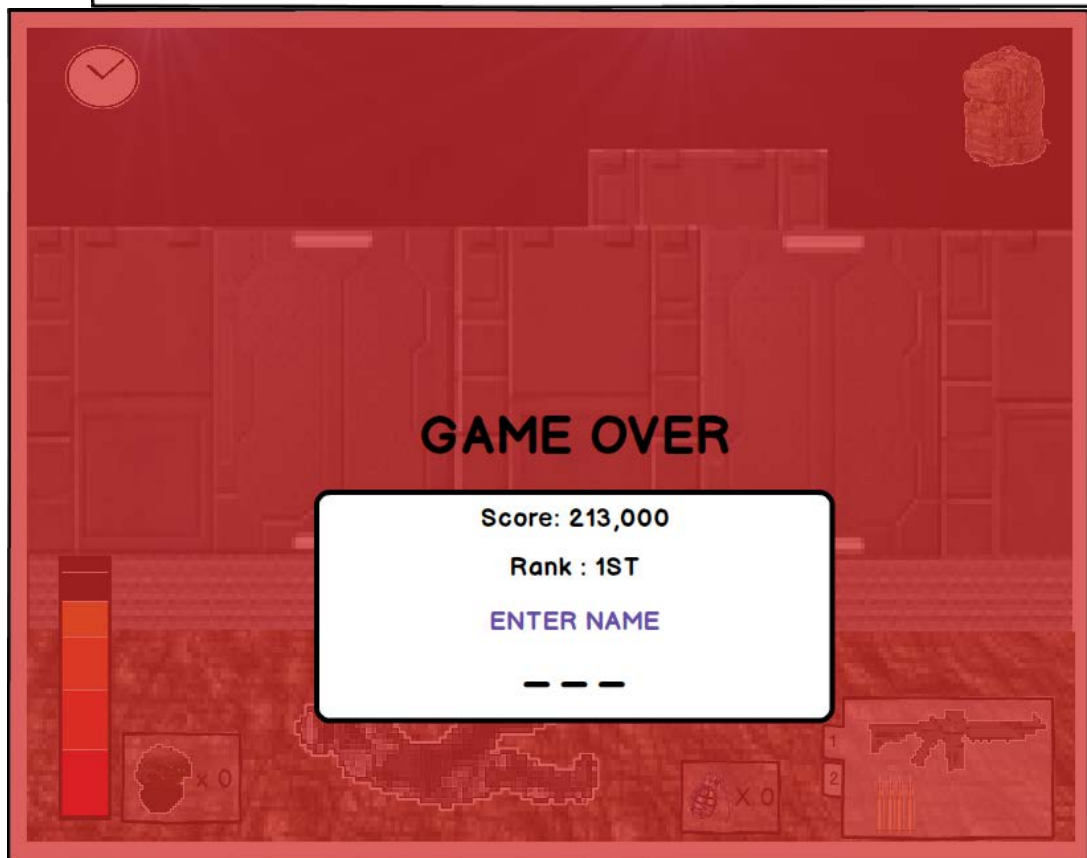 GAME OVER
Score: 213,000
Rank : 1ST
ENTER NAME
_ _ _
x 0
X 0
1
2